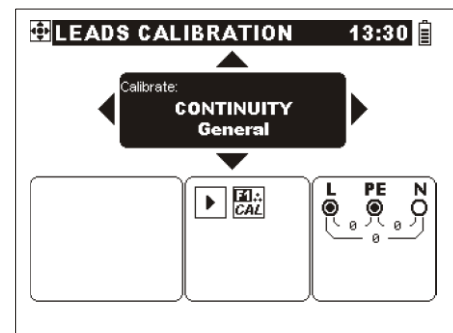 LEADS CALIBRATION 13:30
Calibrate:
CONTINUITY
General
F1
CAL
L PE N
0 0
0